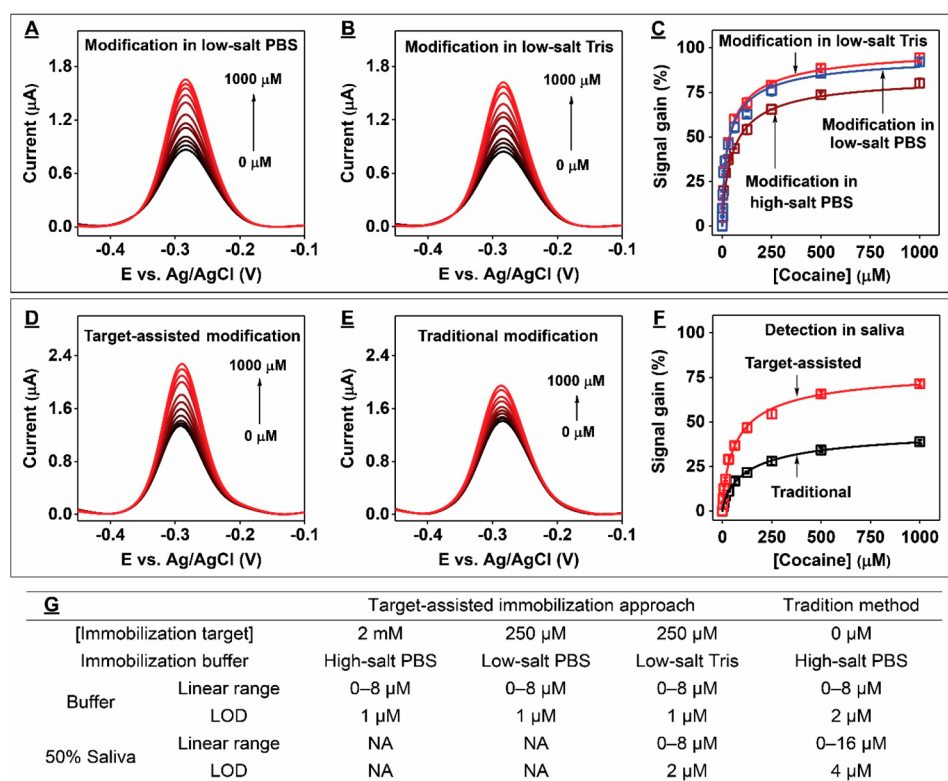 A
Modification in low-salt PBS
1000 μM
0 μM
Current (μA)
1.8
1.2
0.6
0.0
-0.4
-0.3
-0.2
-0.1
E vs. Ag/AgCl (V)
B
Modification in low-salt Tris
1000 μM
0 μM
Current (μA)
1.8
1.2
0.6
0.0
-0.4
-0.3
-0.2
-0.1
E vs. Ag/AgCl (V)
C
Modification in low-salt Tris
Modification in
low-salt PBS
Modification in
high-salt PBS
Signal gain (%)
100
75
50
25
0
0
250
500
750
1000
[Cocaine] (μM)
D
Target-assisted modification
1000 μM
0 μM
Current (μA)
2.4
1.6
0.8
0.0
-0.4
-0.3
-0.2
-0.1
E vs. Ag/AgCl (V)
E
Traditional modification
1000 μM
0 μM
Current (μA)
2.4
1.6
0.8
0.0
-0.4
-0.3
-0.2
-0.1
E vs. Ag/AgCl (V)
F
Detection in saliva
Target-assisted
Traditional
Signal gain (%)
100
75
50
25
0
0
250
500
750
1000
[Cocaine] (μM)
G
Target-assisted immobilization approach Tradition method
[Immobilization target] 2 mM 250 μM 250 μM 0 μM
Immobilization buffer High-salt PBS Low-salt PBS Low-salt Tris High-salt PBS
Buffer
Linear range 0–8 μM 0–8 μM 0–8 μM 0–8 μM
LOD 1 μM 1 μM 1 μM 2 μM
50% Saliva
Linear range NA NA 0–8 μM 0–16 μM
LOD NA NA 2 μM 4 μM